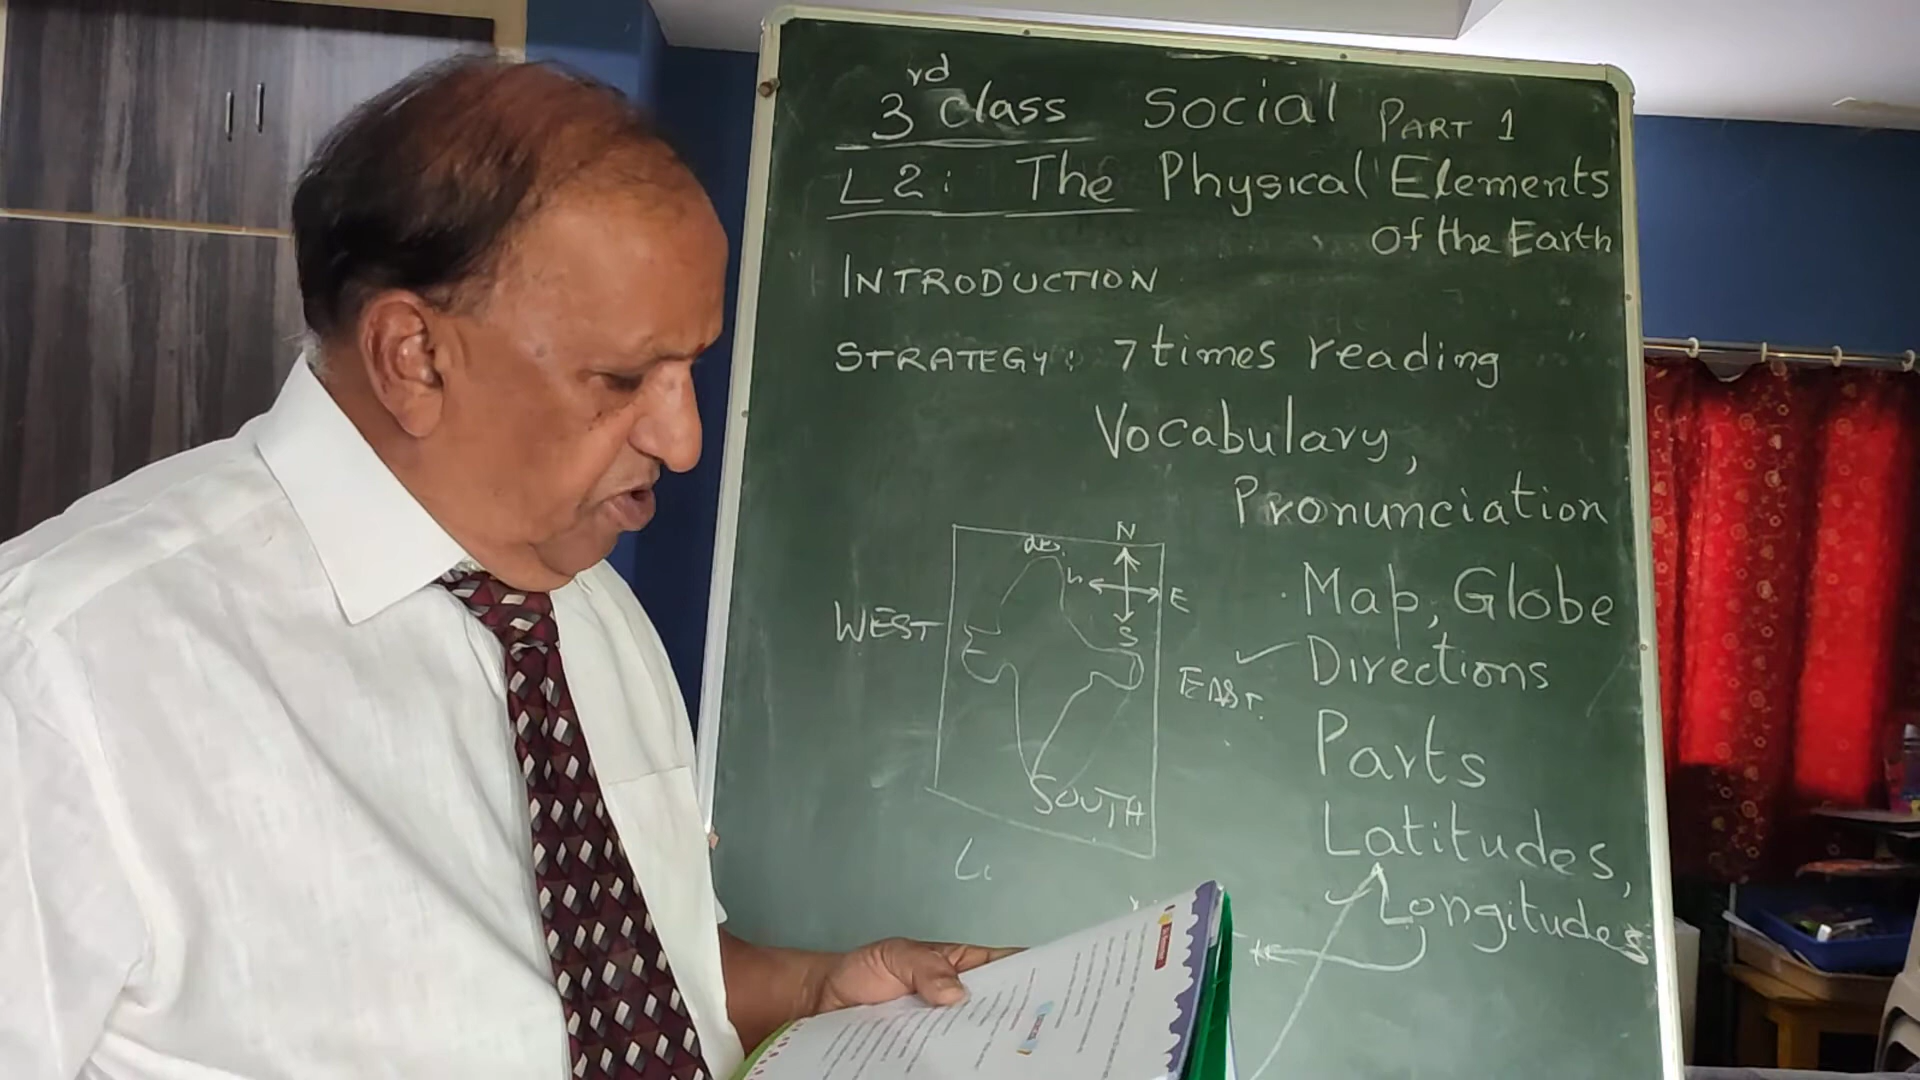 3rd class Social PART 1
L2: The Physical Elements
of the Earth
INTRODUCTION
STRATEGY: 7 times reading
Vocabulary,
Pronunciation
Map, Globe
Directions
Parts
Latitudes,
Longitudes
N
E
S
WEST
EAST.
SOUTH